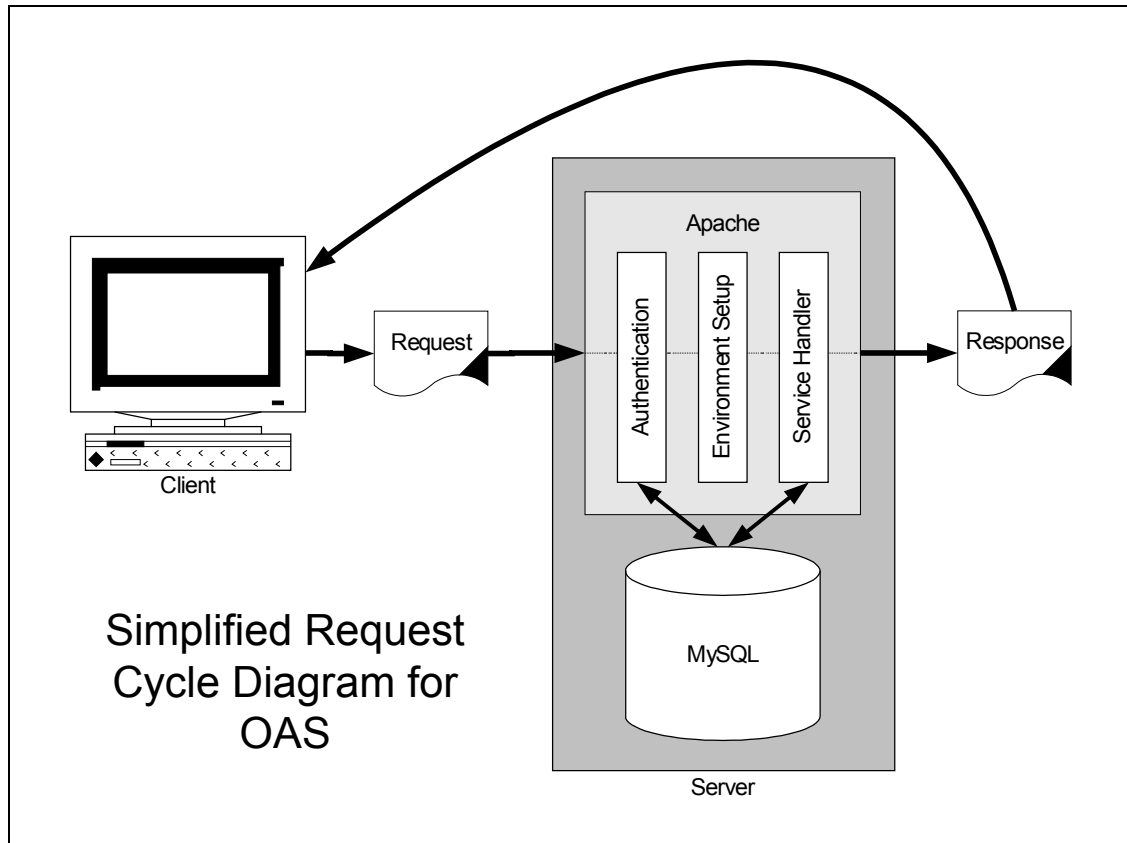 Apache
Authentication
Environment Setup
Service Handler
Request
Response
Client
MySQL
Server
Simplified Request
Cycle Diagram for
OAS